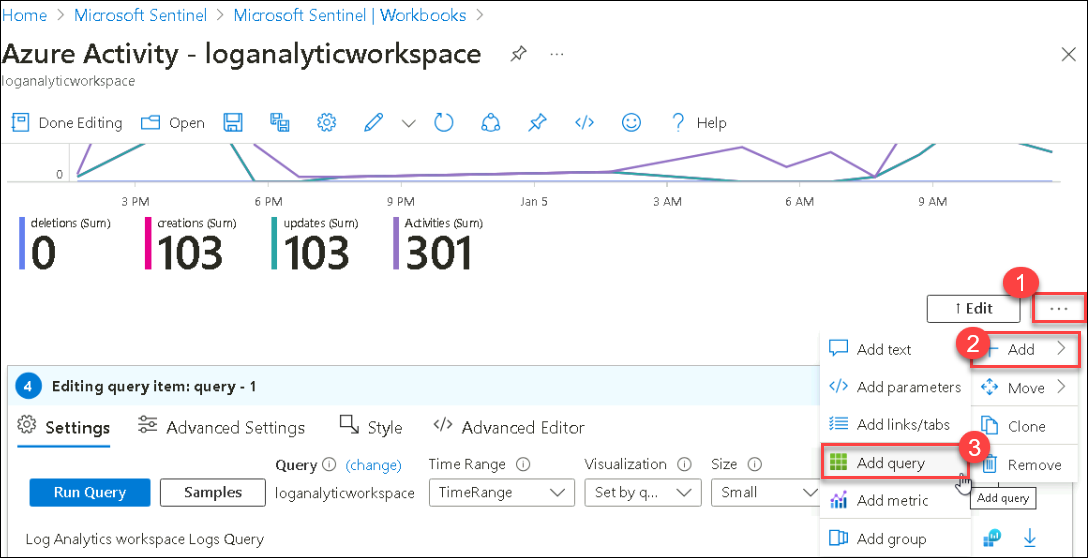 Home > Microsoft Sentinel > Microsoft Sentinel | Workbooks >
Azure Activity - loganalyticworkspace ...
loganalyticworkspace
Done Editing Open Help
0
3 PM 6 PM 9 PM Jan 5 3 AM 6 AM 9 AM
deletions (Sum) creations (Sum) updates (Sum) Activities (Sum)
0 103 103 301
1
↑ Edit ...
Add text 2 + Add >
Add parameters Move >
Add links/tabs Clone
Add query 3 Remove
Add query
Add metric
Add group
4 Editing query item: query - 1
Settings Advanced Settings Style Advanced Editor
Query (change) Time Range Visualization Size
Run Query Samples loganalyticworkspace TimeRange Set by q... Small
Log Analytics workspace Logs Query